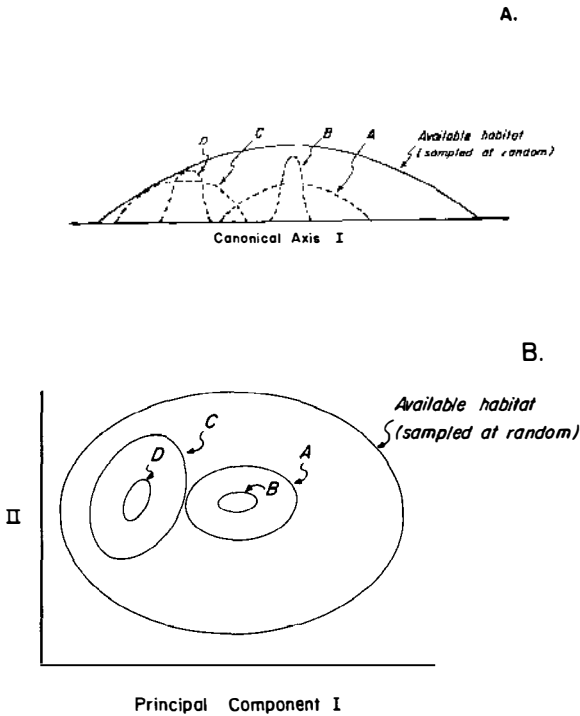 A.
D C B A
Available habitat
(sampled at random)
Canonical Axis I
B.
Available habitat
(sampled at random)
C
A
D
B
II
Principal Component I